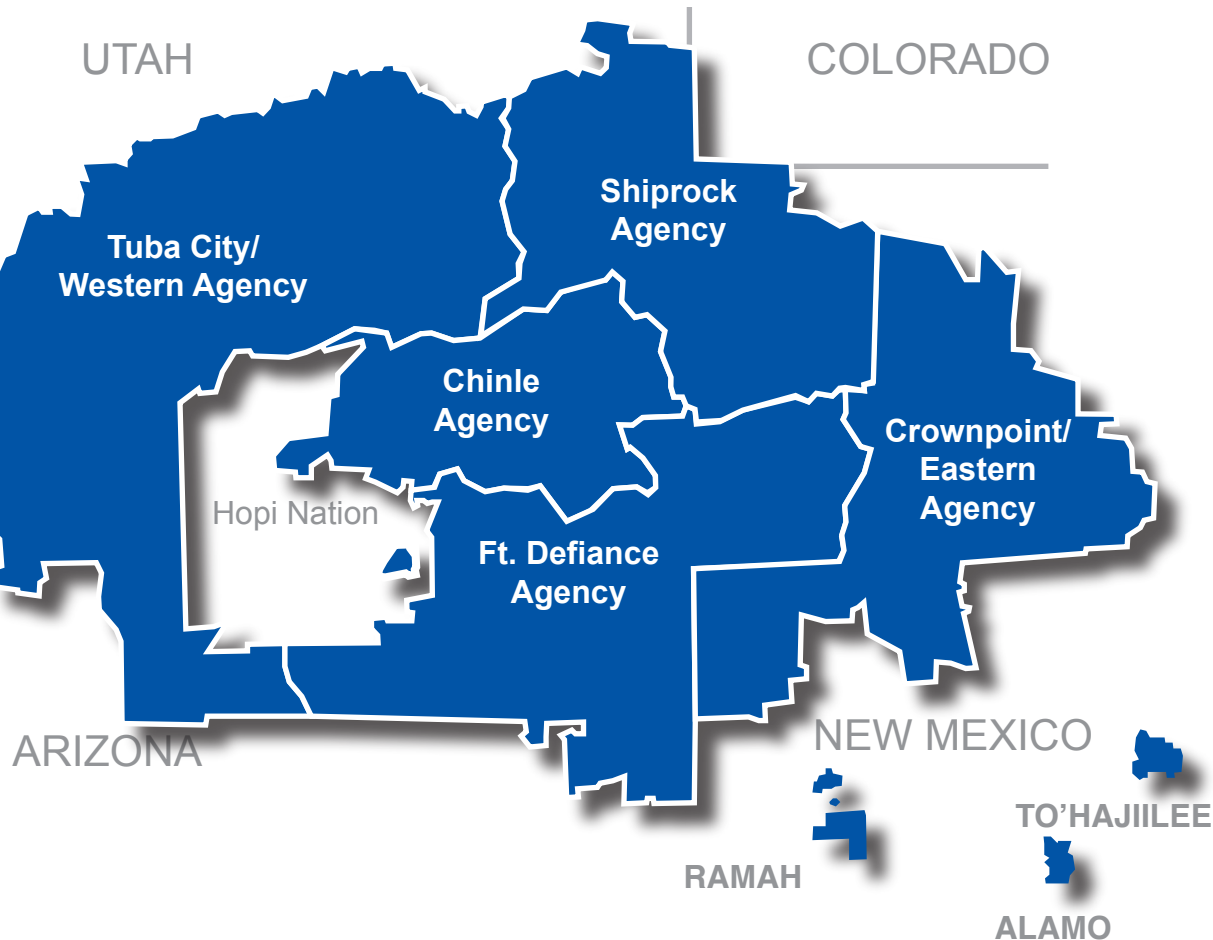 UTAH
COLORADO
Shiprock
Agency
Tuba City/
Western Agency
Chinle
Agency
Crownpoint/
Eastern
Agency
Hopi Nation
Ft. Defiance
Agency
ARIZONA
NEW MEXICO
TO’HAJIILEE
RAMAH
ALAMO